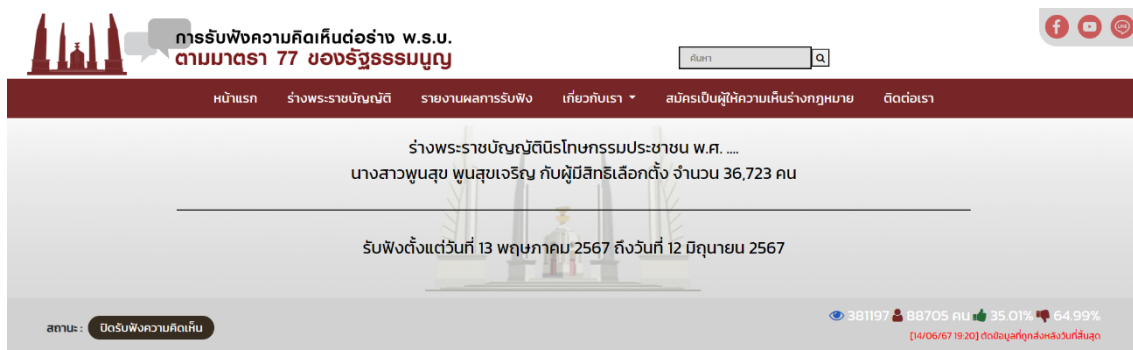 การรับฟังความคิดเห็นต่อร่าง พ.ร.บ.
ตามมาตรา 77 ของรัฐธรรมนูญ
ค้นหา
LINE
หน้าแรก ร่างพระราชบัญญัติ รายงานผลการรับฟัง เกี่ยวกับเรา สมัครเป็นผู้ให้ความเห็นร่างกฎหมาย ติดต่อเรา
ร่างพระราชบัญญัตินิรโทษกรรมประชาชน พ.ศ. ....
นางสาวพูนสุข พูนสุขเจริญ กับผู้มีสิทธิเลือกตั้ง จำนวน 36,723 คน
รับฟังตั้งแต่วันที่ 13 พฤษภาคม 2567 ถึงวันที่ 12 มิถุนายน 2567
สถานะ : ปิดรับฟังความคิดเห็น
381197 88705 คน 35.01% 64.99%
[14/06/67 19:20] ตัดข้อมูลที่ถูกส่งหลังวันที่สิ้นสุด